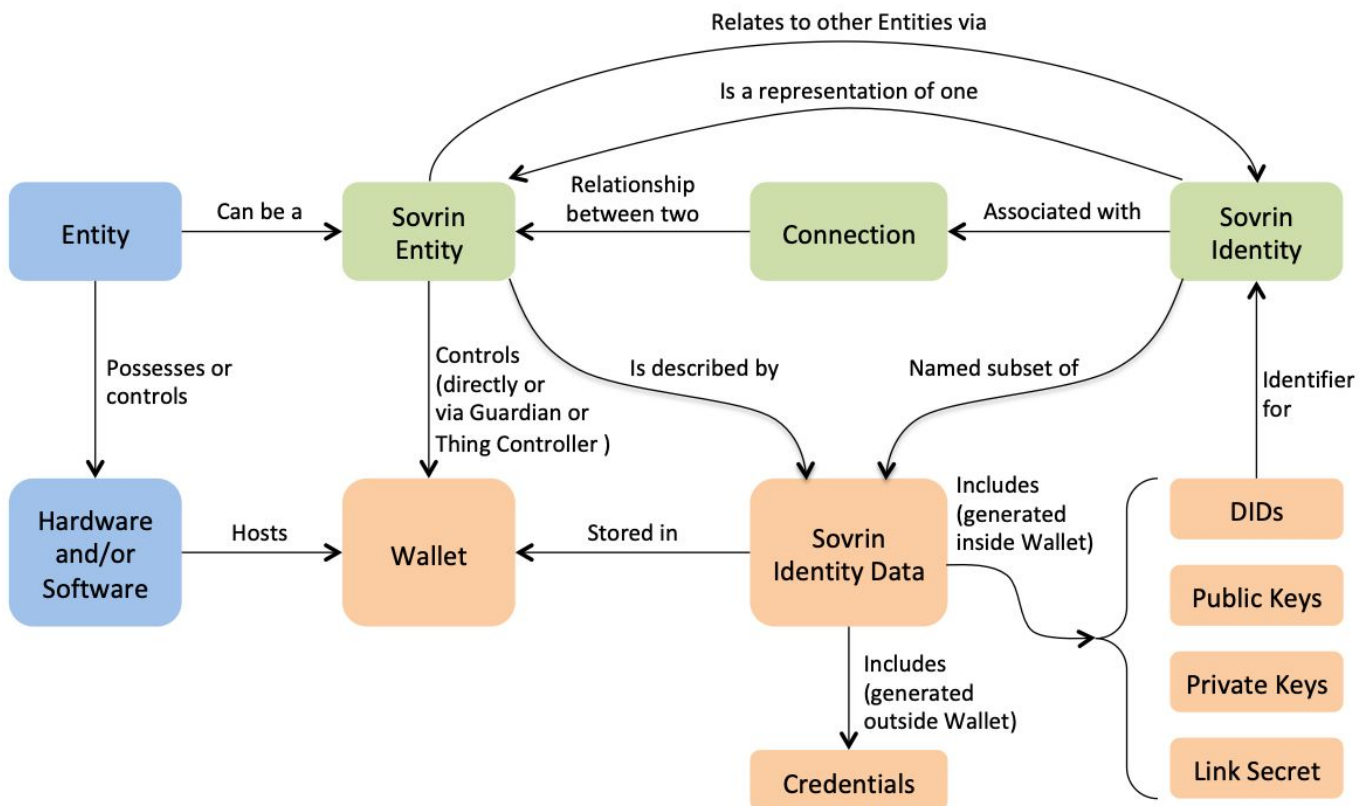 Relates to other Entities via
Is a representation of one
Entity
Can be a
Sovrin
Entity
Relationship
between two
Connection
Associated with
Sovrin
Identity
Possesses or
controls
Controls
(directly or
via Guardian or
Thing Controller )
Is described by
Named subset of
Identifier
for
Hardware
and/or
Software
Hosts
Wallet
Stored in
Sovrin
Identity Data
Includes
(generated
inside Wallet)
DIDs
Public Keys
Private Keys
Link Secret
Includes
(generated
outside Wallet)
Credentials